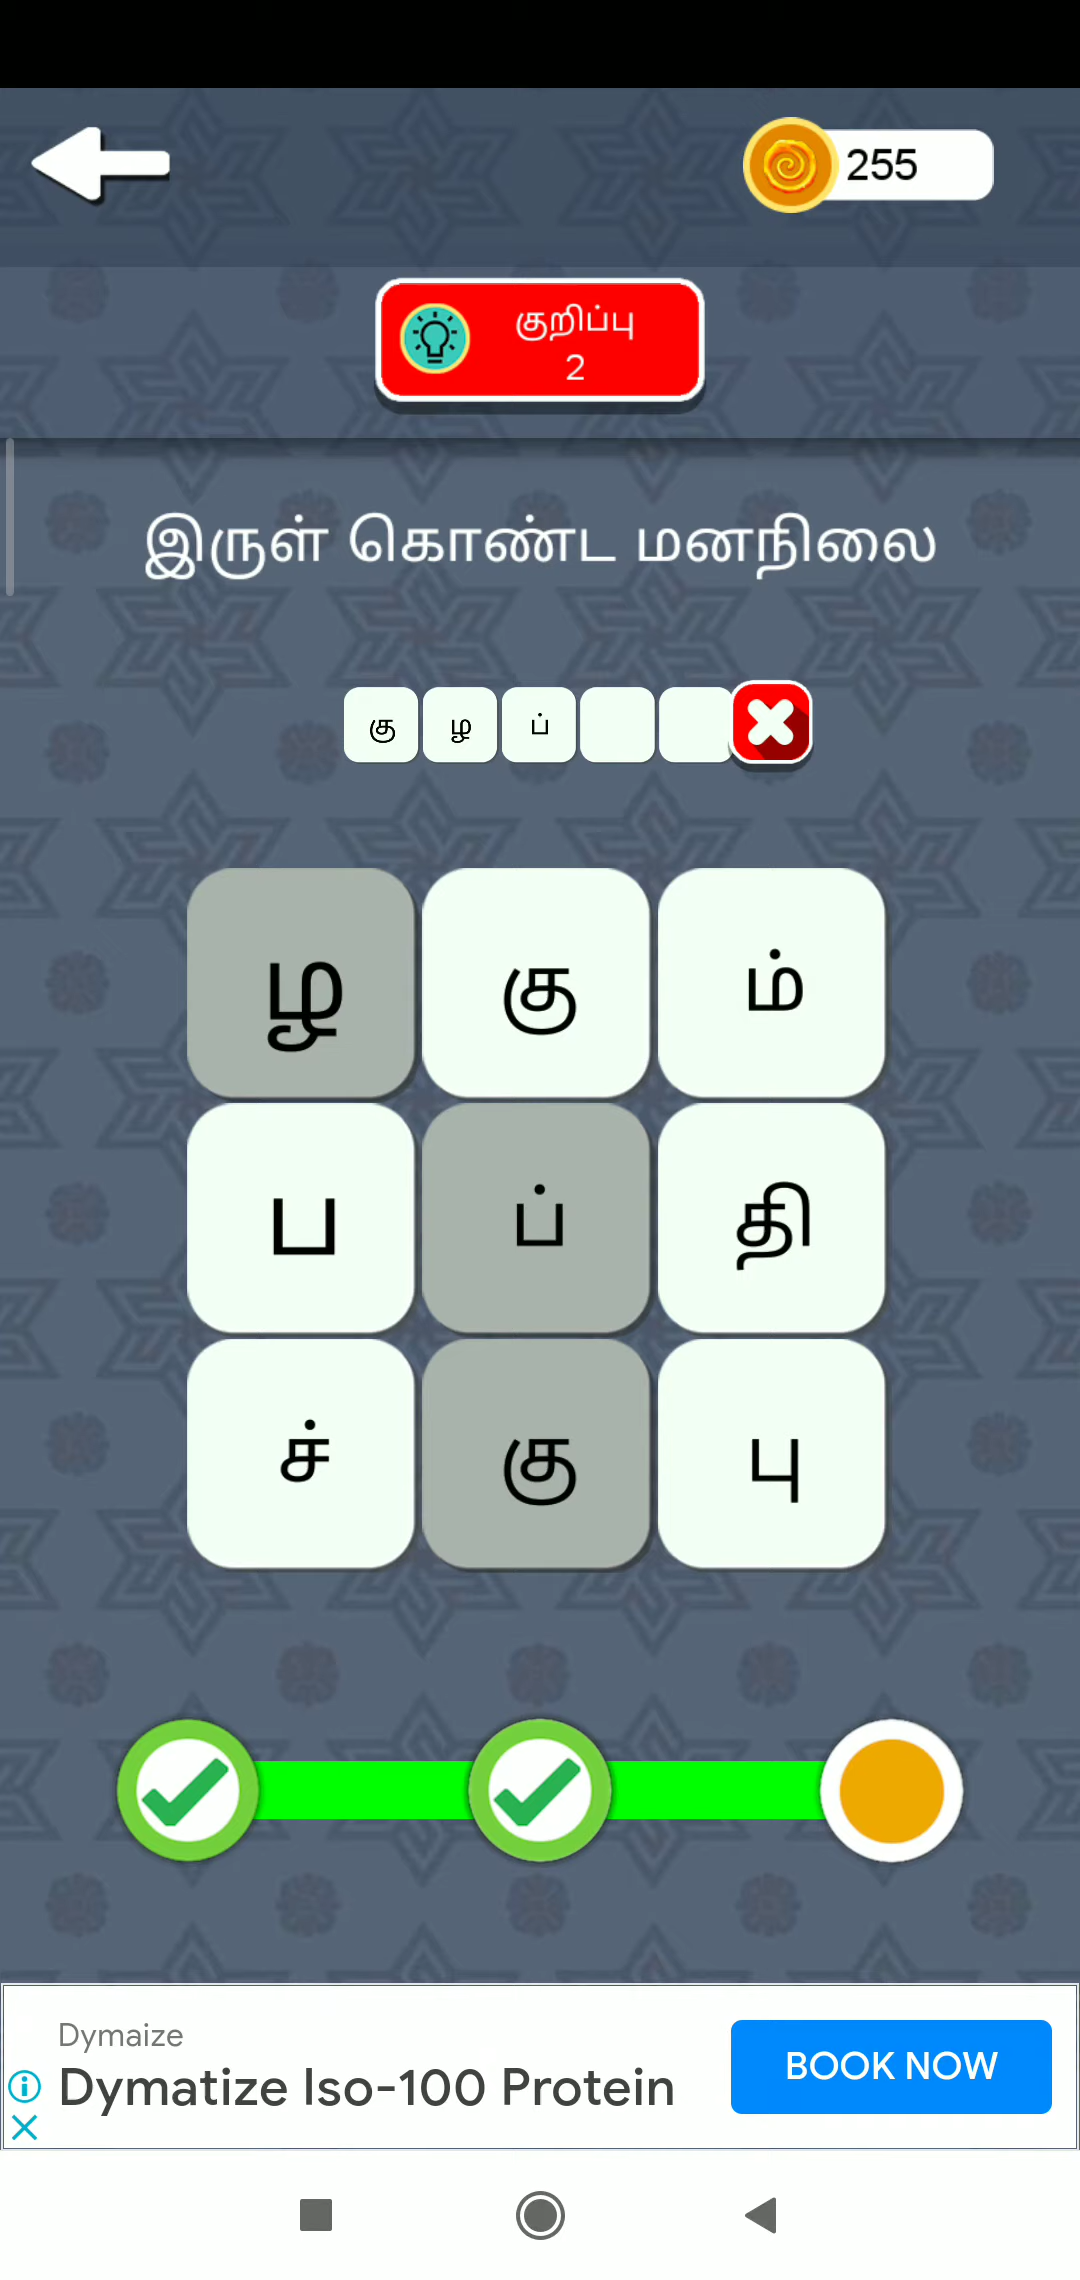 255
குறிப்பு
2
இருள் கொண்ட மனநிலை
கு ழ ப்
ழ கு ம்
ப ப் தி
ச் கு பு
Dymaize
Dymatize Iso-100 Protein
BOOK NOW